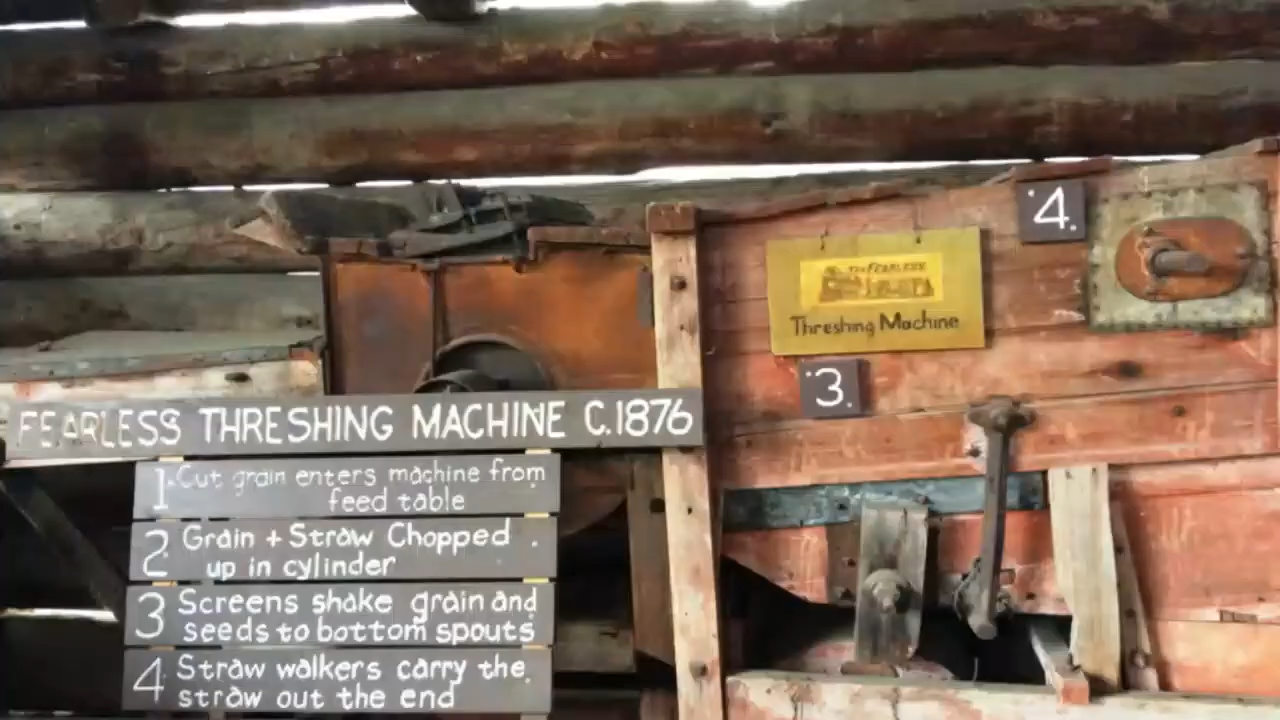 4.
THE FEARLESS
Threshing Machine
3.
FEARLESS THRESHING MACHINE C.1876
1. Cut grain enters machine from
feed table
2 Grain + Straw Chopped
up in cylinder
3 Screens shake grain and
seeds to bottom spouts
4 Straw walkers carry the
straw out the end